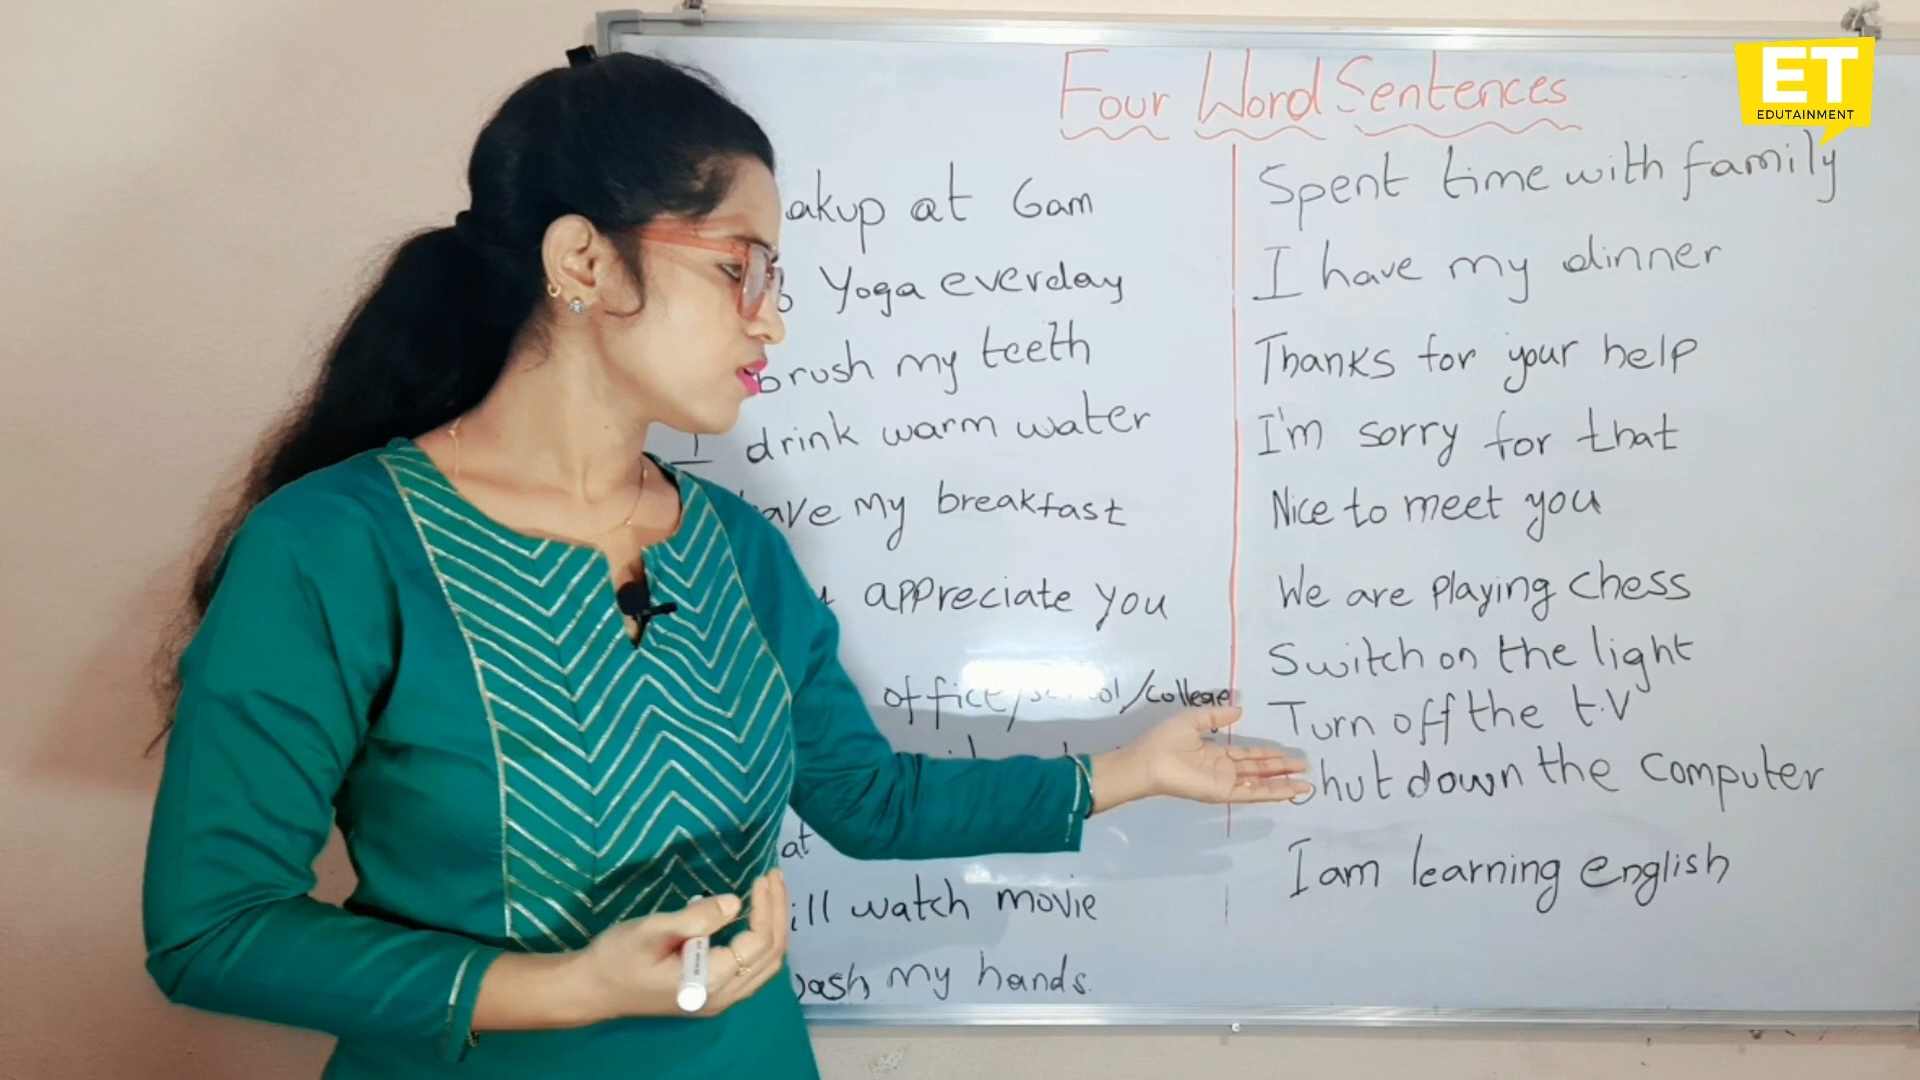 Four Word Sentences
ET
EDUTAINMENT
akup at 6am
Yoga everday
brush my teeth
I drink warm water
ave my breakfast
appreciate you
office/school/college
at
ill watch movie
ash my hands.
Spent time with family
I have my dinner
Thanks for your help
I'm sorry for that
Nice to meet you
We are playing chess
Switch on the light
Turn off the t.v
Shut down the computer
I am learning english